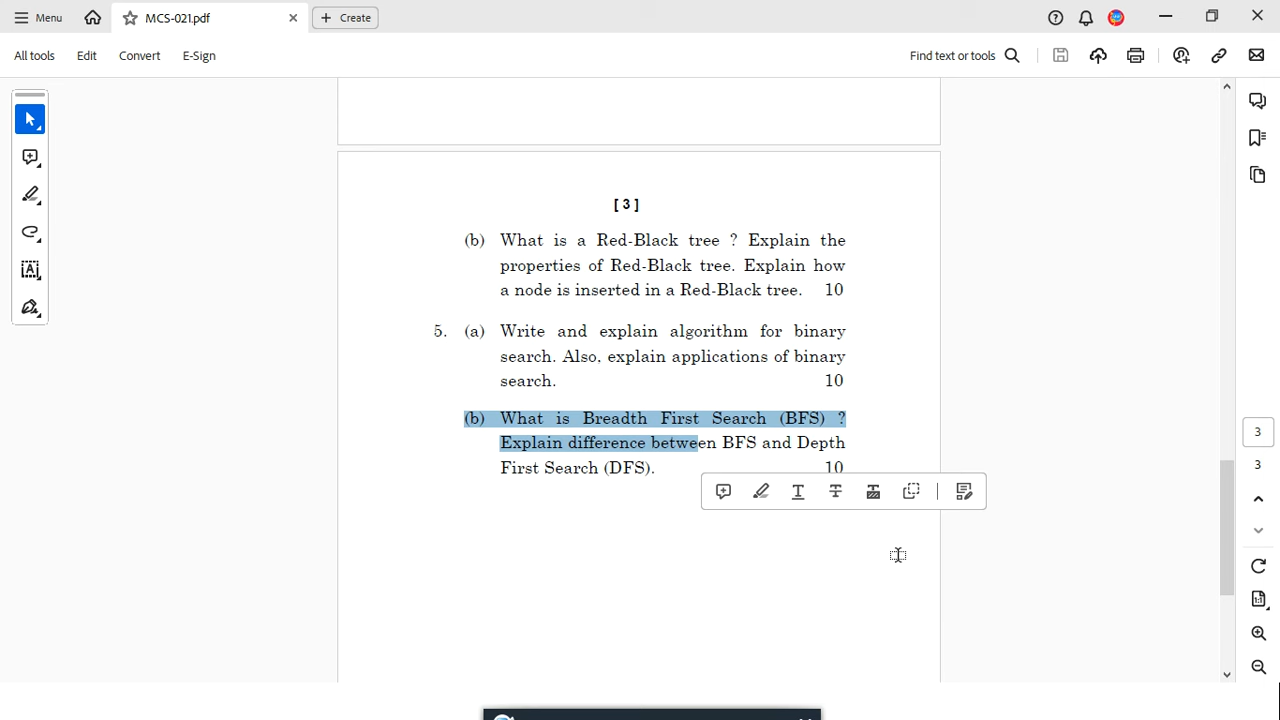 Menu
MCS-021.pdf
Create
All tools
Edit
Convert
E-Sign
Find text or tools
[ 3 ]
(b) What is a Red-Black tree ? Explain the
properties of Red-Black tree. Explain how
a node is inserted in a Red-Black tree. 10
5. (a) Write and explain algorithm for binary
search. Also, explain applications of binary
search. 10
(b) What is Breadth First Search (BFS) ?
Explain difference between BFS and Depth
First Search (DFS). 10
3
3